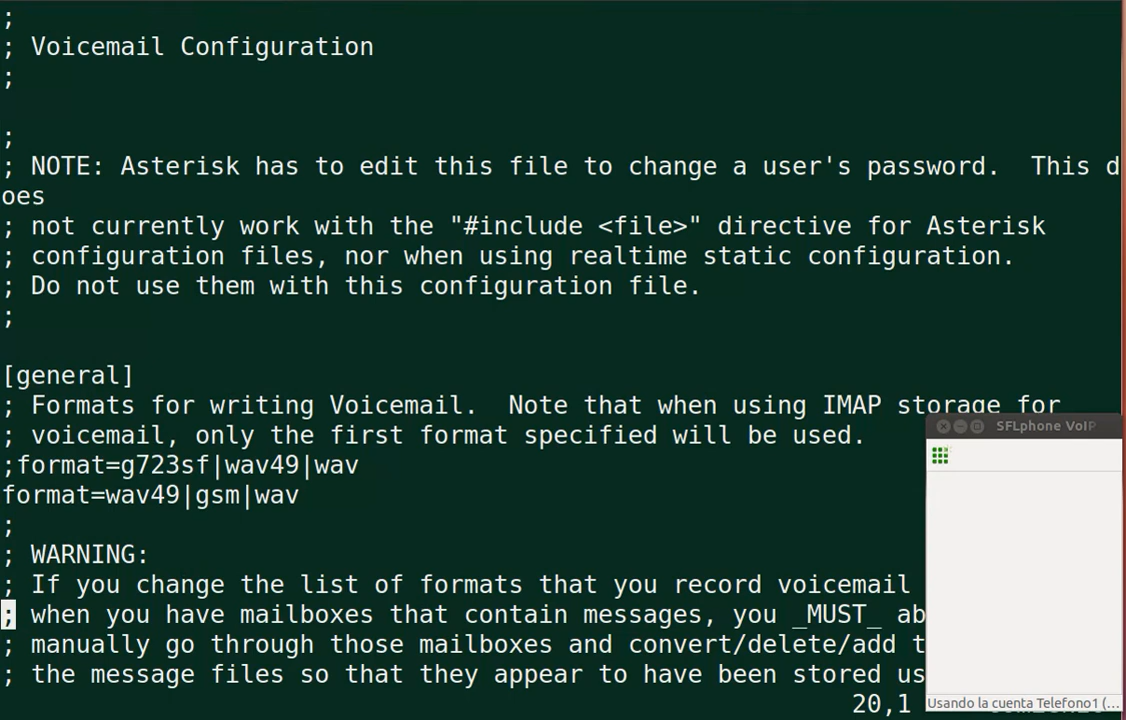 ;
; Voicemail Configuration
;
;
; NOTE: Asterisk has to edit this file to change a user's password.  This d
oes
; not currently work with the "#include <file>" directive for Asterisk
; configuration files, nor when using realtime static configuration.
; Do not use them with this configuration file.
;
[general]
; Formats for writing Voicemail.  Note that when using IMAP storage for
; voicemail, only the first format specified will be used.
SFLphone VoIP
;format=g723sf|wav49|wav
format=wav49|gsm|wav
;
; WARNING:
; If you change the list of formats that you record voicemail
; when you have mailboxes that contain messages, you _MUST_ ab
; manually go through those mailboxes and convert/delete/add t
; the message files so that they appear to have been stored us
20,1
Usando la cuenta Telefono1 (...